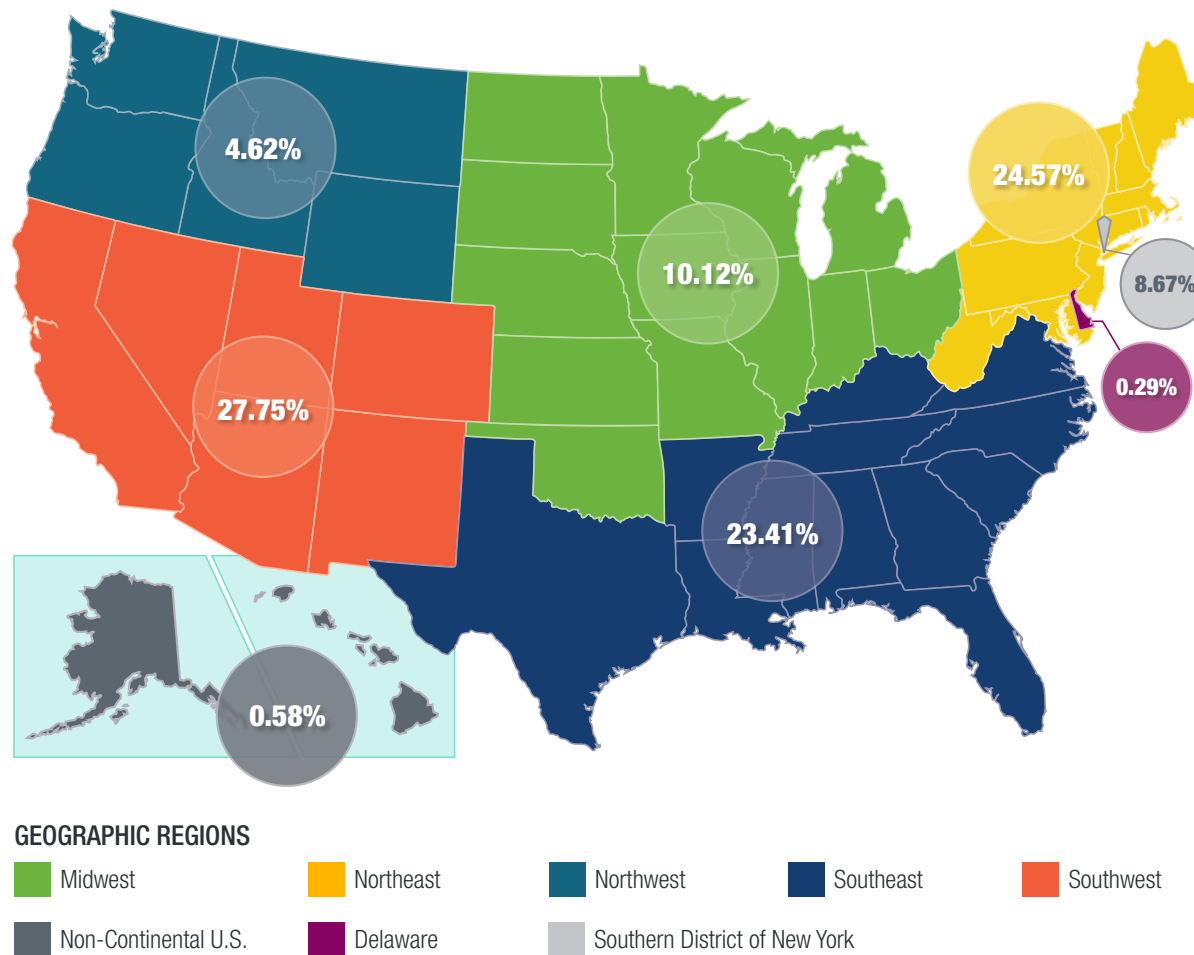 4.62%
24.57%
10.12%
8.67%
0.29%
27.75%
23.41%
0.58%
GEOGRAPHIC REGIONS
Midwest
Northeast
Northwest
Southeast
Southwest
Non-Continental U.S.
Delaware
Southern District of New York